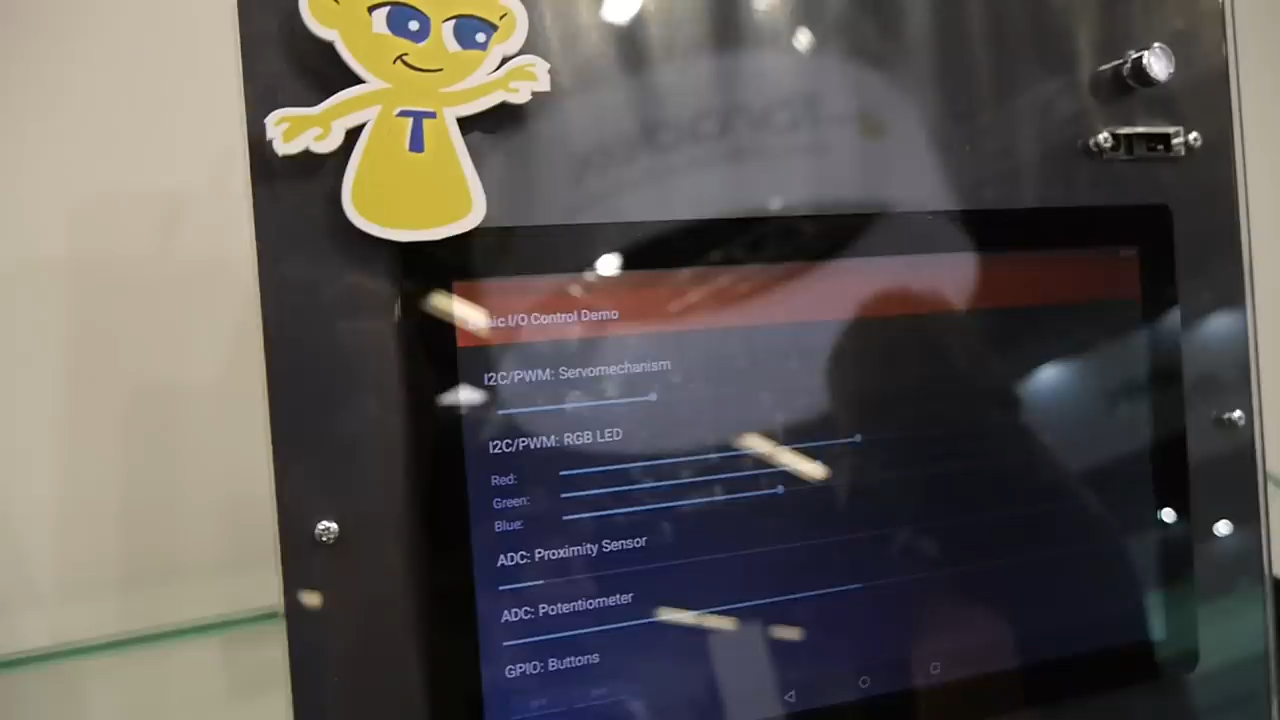 T
I/O Control Demo
I2C/PWM: Servomechanism
I2C/PWM: RGB LED
Red:
Green:
Blue:
ADC: Proximity Sensor
ADC: Potentiometer
GPIO: Buttons